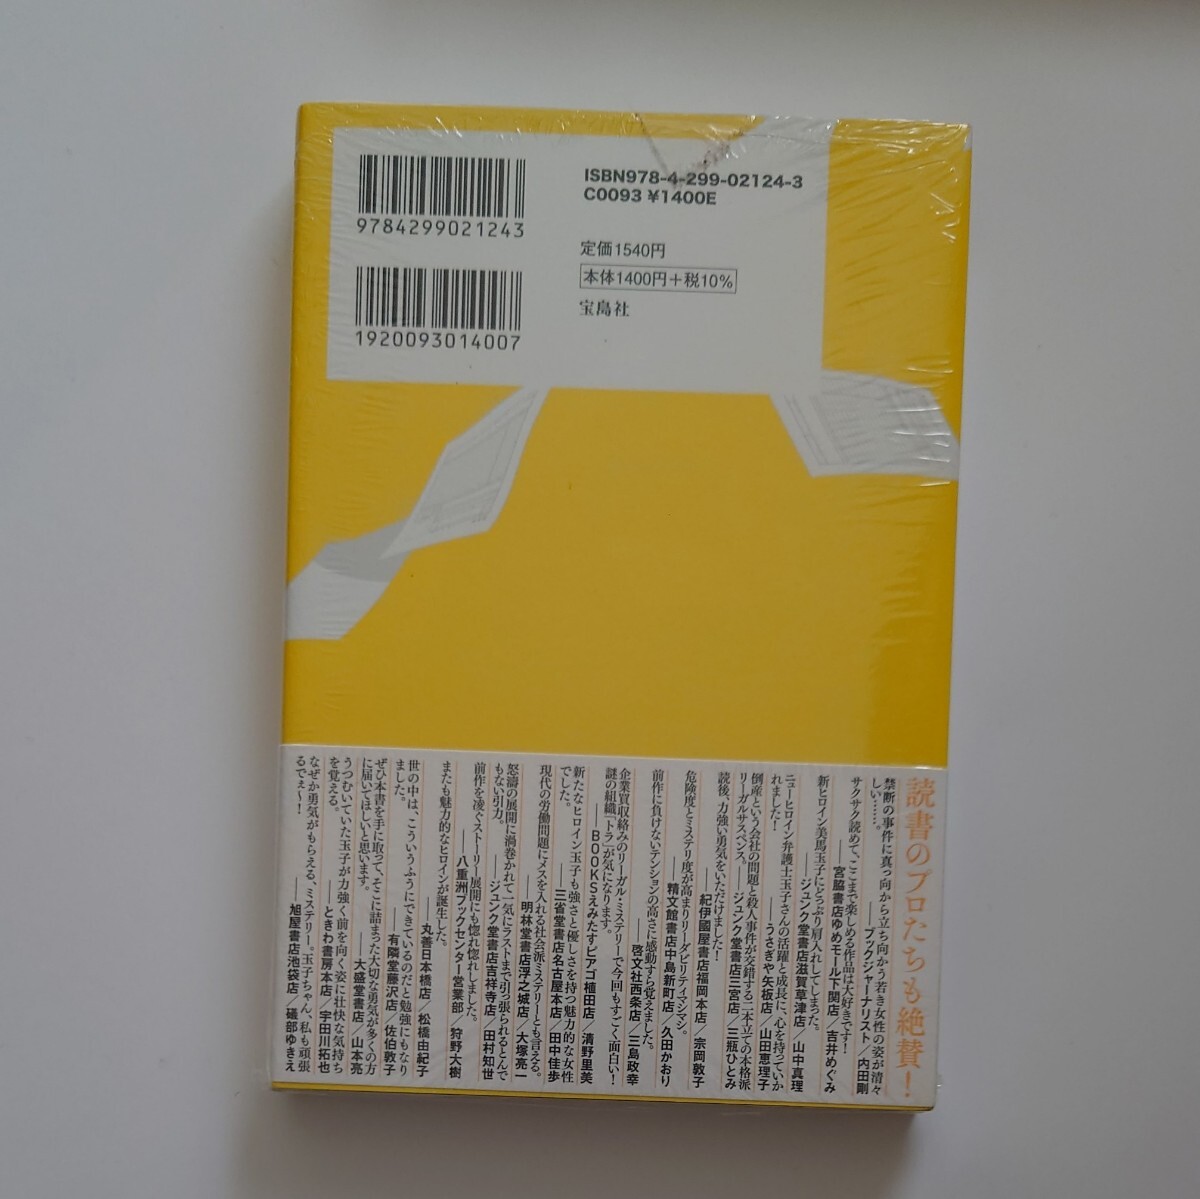 ISBN978-4-299-02124-3
C0093 ¥1400E
9784299021243
定価1540円
本体1400円+税10%
宝島社
1920093014007
読書のプロたちも絶賛!
禁断の事件に真っ向から立ち向かう若き女性の姿が清々
しい……。
――ブックジャーナリスト/内田剛
サクサク読めて、ここまで楽しめる作品は大好きです!
――宮脇書店ゆめモール下関店/吉井めぐみ
新ヒロイン美馬玉子にどっぷり肩入れしてしまった。
――ジュンク堂書店滋賀草津店/山中真理
ニューヒロイン弁護士玉子さんの活躍と成長に、心を持っていか
れました!
――うさぎや矢板店/山田恵理子
倒産という会社の問題と殺人事件が交錯する二本立ての本格派
リーガルサスペンス。――ジュンク堂書店三宮店/三瓶ひとみ
読後、力強い勇気をいただけました!
――紀伊國屋書店福岡本店/宗岡敦子
危険度とミステリ度が高まりリーダビリティマシマシ。
――精文館書店中島新町店/久田かおり
前作に負けないテンションの高さに感動すら覚えました。
――啓文社西条店/三島政幸
企業買収絡みのリーガル・ミステリーで今回もすごく面白い!
謎の組織「トラ」が気になります。
――BOOKSえみたすピアゴ植田店/清野里美
新たなヒロイン玉子も強さと優しさを持つ魅力的な女性
でした。
――三省堂書店名古屋本店/田中佳歩
現代の労働問題にメスを入れる社会派ミステリーとも言える。
――明林堂書店浮之城店/大塚亮一
怒濤の展開に渦巻かれて一気にラストまで引っ張られるとんで
もない引力。
――ジュンク堂書店吉祥寺店/田村知世
前作を凌ぐストーリー展開にも惚れ惚れしました。
――八重洲ブックセンター営業部 狩野大樹
またも魅力的なヒロインが誕生した。
――丸善日本橋店/松橋由紀子
世の中は、こういうふうにできているのだと勉強にもなり
ました。
――有隣堂藤沢店/佐伯敦子
ぜひ本書を手に取って、そこに詰まった大切な勇気が多くの方
に届いてほしいと思います。
――大盛堂書店/山本亮
うつむいていた玉子が力強く前を向く姿に壮快な気持ち
を覚える。
――ときわ書房本店/宇田川拓也
なぜか勇気がもらえる、ミステリー。玉子ちゃん、私も頑張
るでぇ〜!
――旭屋書店池袋店/礒部ゆきえ